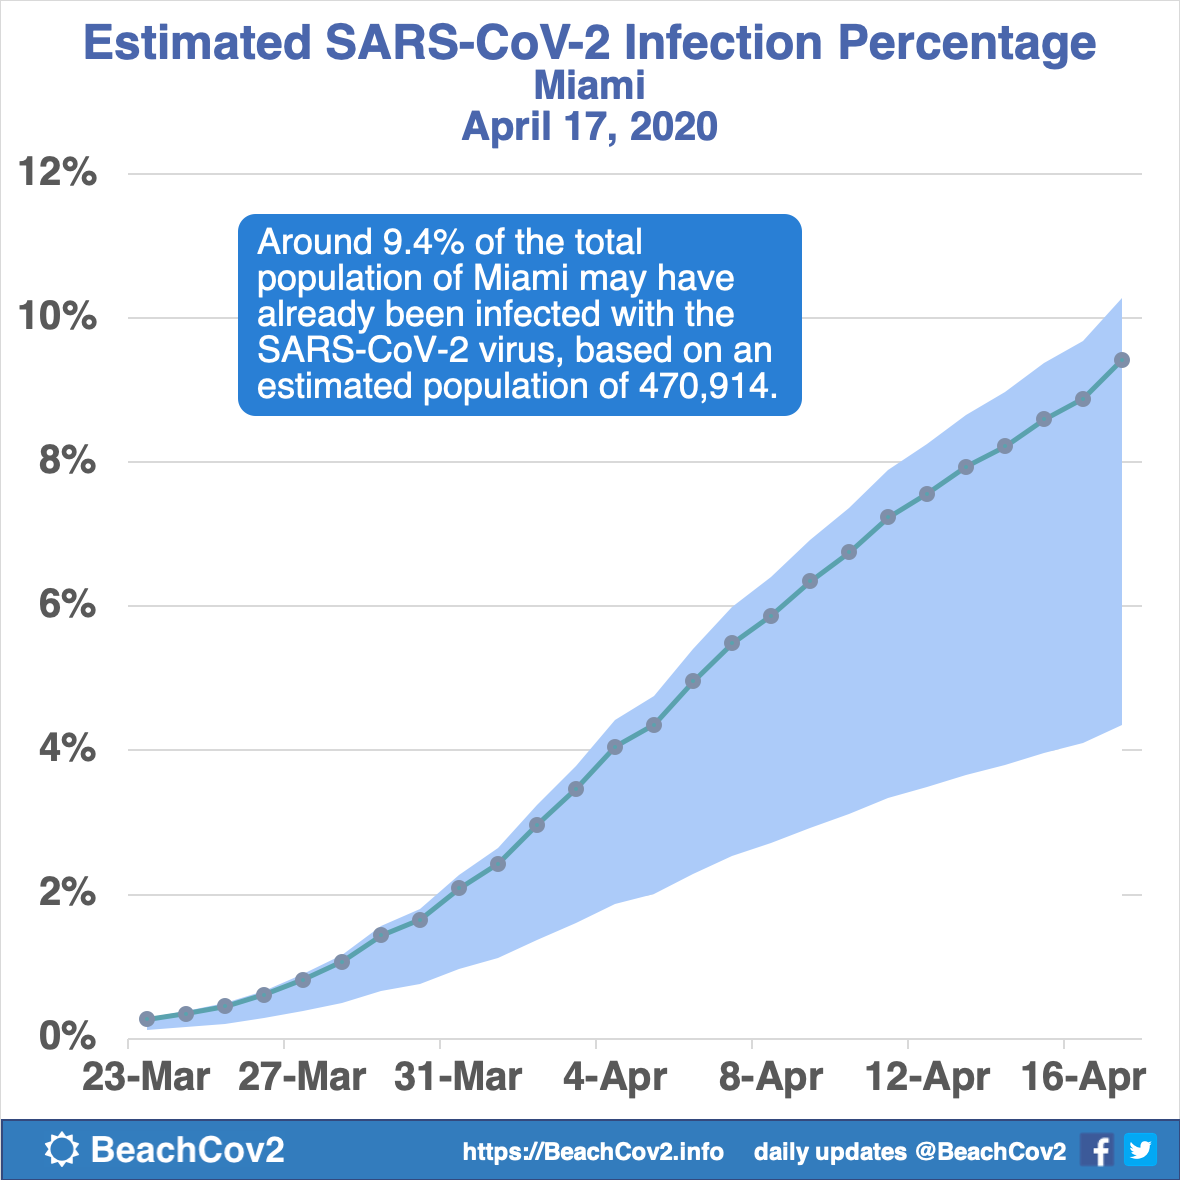 Estimated SARS-CoV-2 Infection Percentage
Miami
April 17, 2020
12%
Around 9.4% of the total
population of Miami may have
already been infected with the
SARS-CoV-2 virus, based on an
estimated population of 470,914.
10%
8%
6%
4%
2%
0%
23-Mar 27-Mar 31-Mar 4-Apr 8-Apr 12-Apr 16-Apr
BeachCov2 https://BeachCov2.info daily updates @BeachCov2